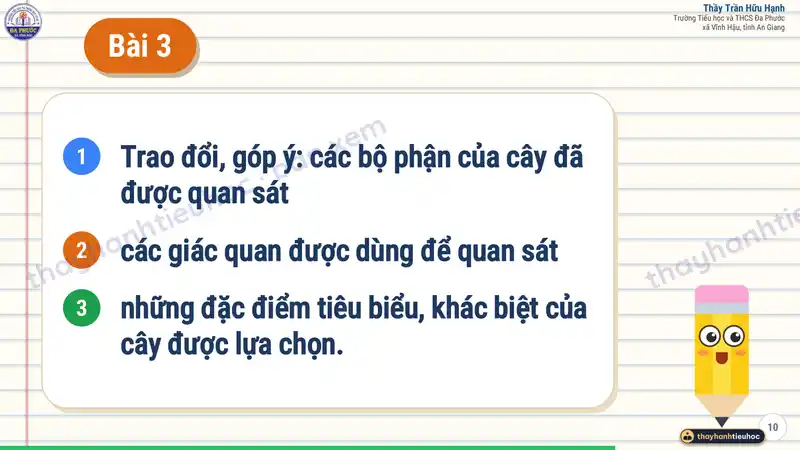 Thầy Trần Hữu Hạnh
Trường Tiểu học và THCS Đa Phước
xã Vĩnh Hậu, tỉnh An Giang
ĐA PHƯỚC
Bài 3
1 Trao đổi, góp ý: các bộ phận của cây đã
được quan sát
2 các giác quan được dùng để quan sát
3 những đặc điểm tiêu biểu, khác biệt của
cây được lựa chọn.
thayhanhtieuhoc
10